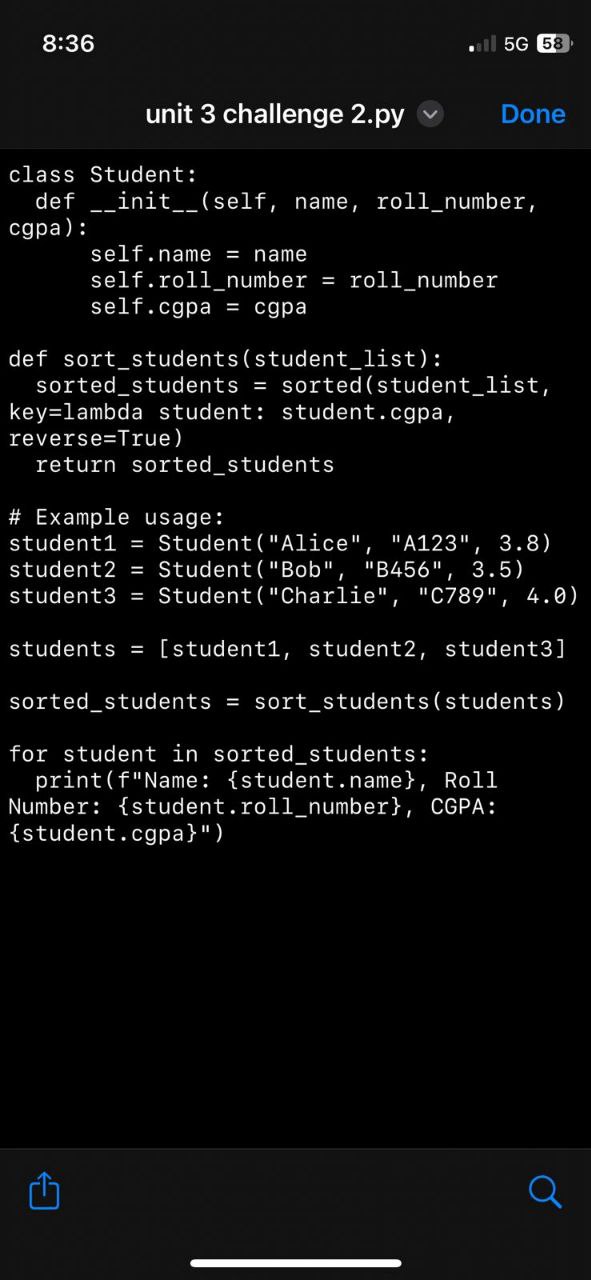 8:36
5G 58
unit 3 challenge 2.py
Done
class Student:
  def __init__(self, name, roll_number,
cgpa):
      self.name = name
      self.roll_number = roll_number
      self.cgpa = cgpa

def sort_students(student_list):
  sorted_students = sorted(student_list,
key=lambda student: student.cgpa,
reverse=True)
  return sorted_students

# Example usage:
student1 = Student("Alice", "A123", 3.8)
student2 = Student("Bob", "B456", 3.5)
student3 = Student("Charlie", "C789", 4.0)

students = [student1, student2, student3]

sorted_students = sort_students(students)

for student in sorted_students:
  print(f"Name: {student.name}, Roll
Number: {student.roll_number}, CGPA:
{student.cgpa}")